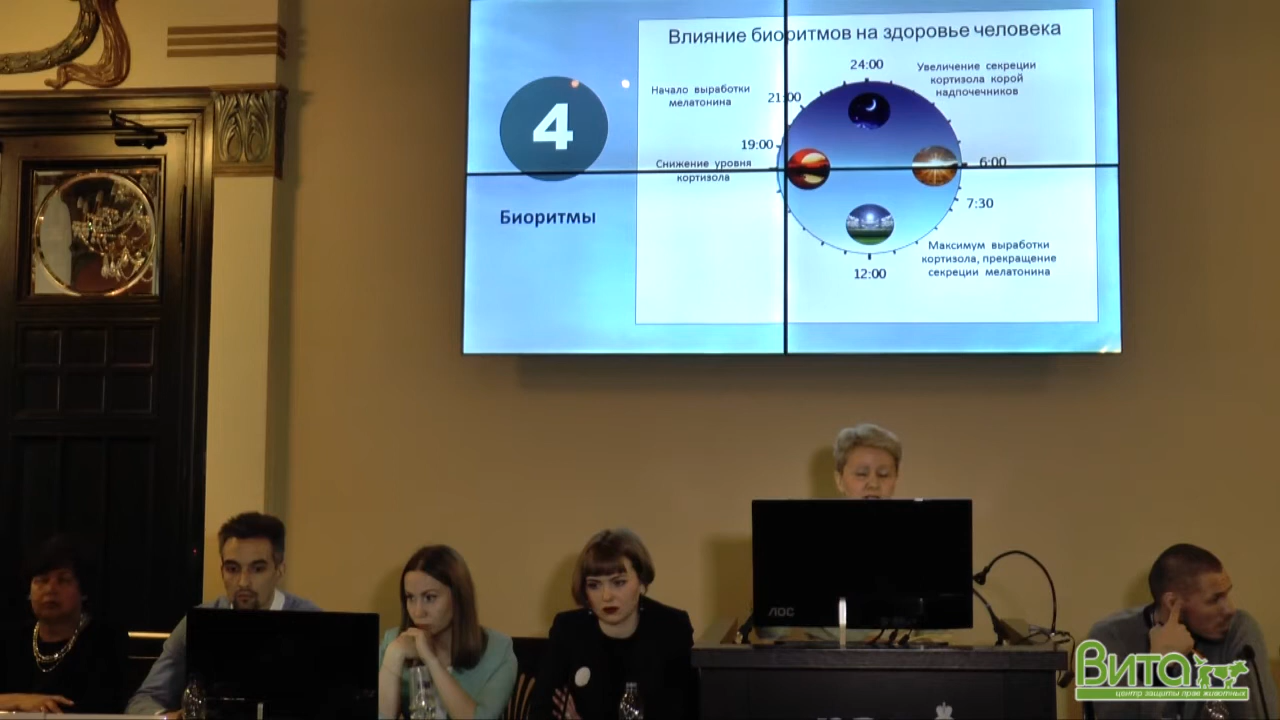 Влияние биоритмов на здоровье человека
4
Биоритмы
24:00
Увеличение секреции
кортизола корой
надпочечников
Начало выработки
мелатонина
21:00
19:00
Снижение уровня
кортизола
6:00
7:30
Максимум выработки
кортизола, прекращение
секреции мелатонина
12:00
AOC
Вита
центр защиты прав животных